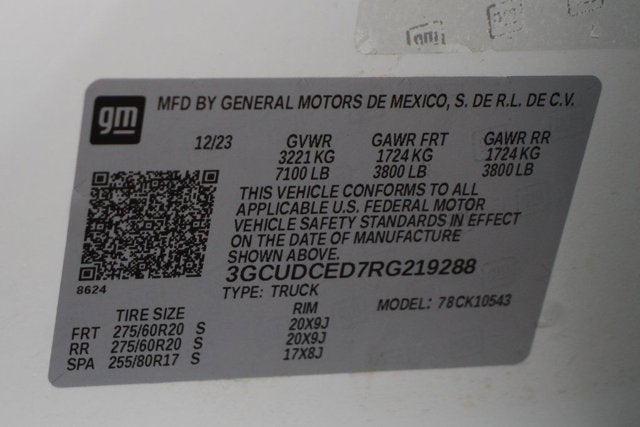 gm
MFD BY GENERAL MOTORS DE MEXICO, S. DE R.L. DE C.V.
12/23 GVWR GAWR FRT GAWR RR
3221 KG 1724 KG 1724 KG
7100 LB 3800 LB 3800 LB
THIS VEHICLE CONFORMS TO ALL
APPLICABLE U.S. FEDERAL MOTOR
VEHICLE SAFETY STANDARDS IN EFFECT
ON THE DATE OF MANUFACTURE
SHOWN ABOVE.
3GCUDCED7RG219288
8624
TYPE: TRUCK MODEL: 78CK10543
TIRE SIZE RIM
FRT 275/60R20 S 20X9J
RR 275/60R20 S 20X9J
SPA 255/80R17 S 17X8J